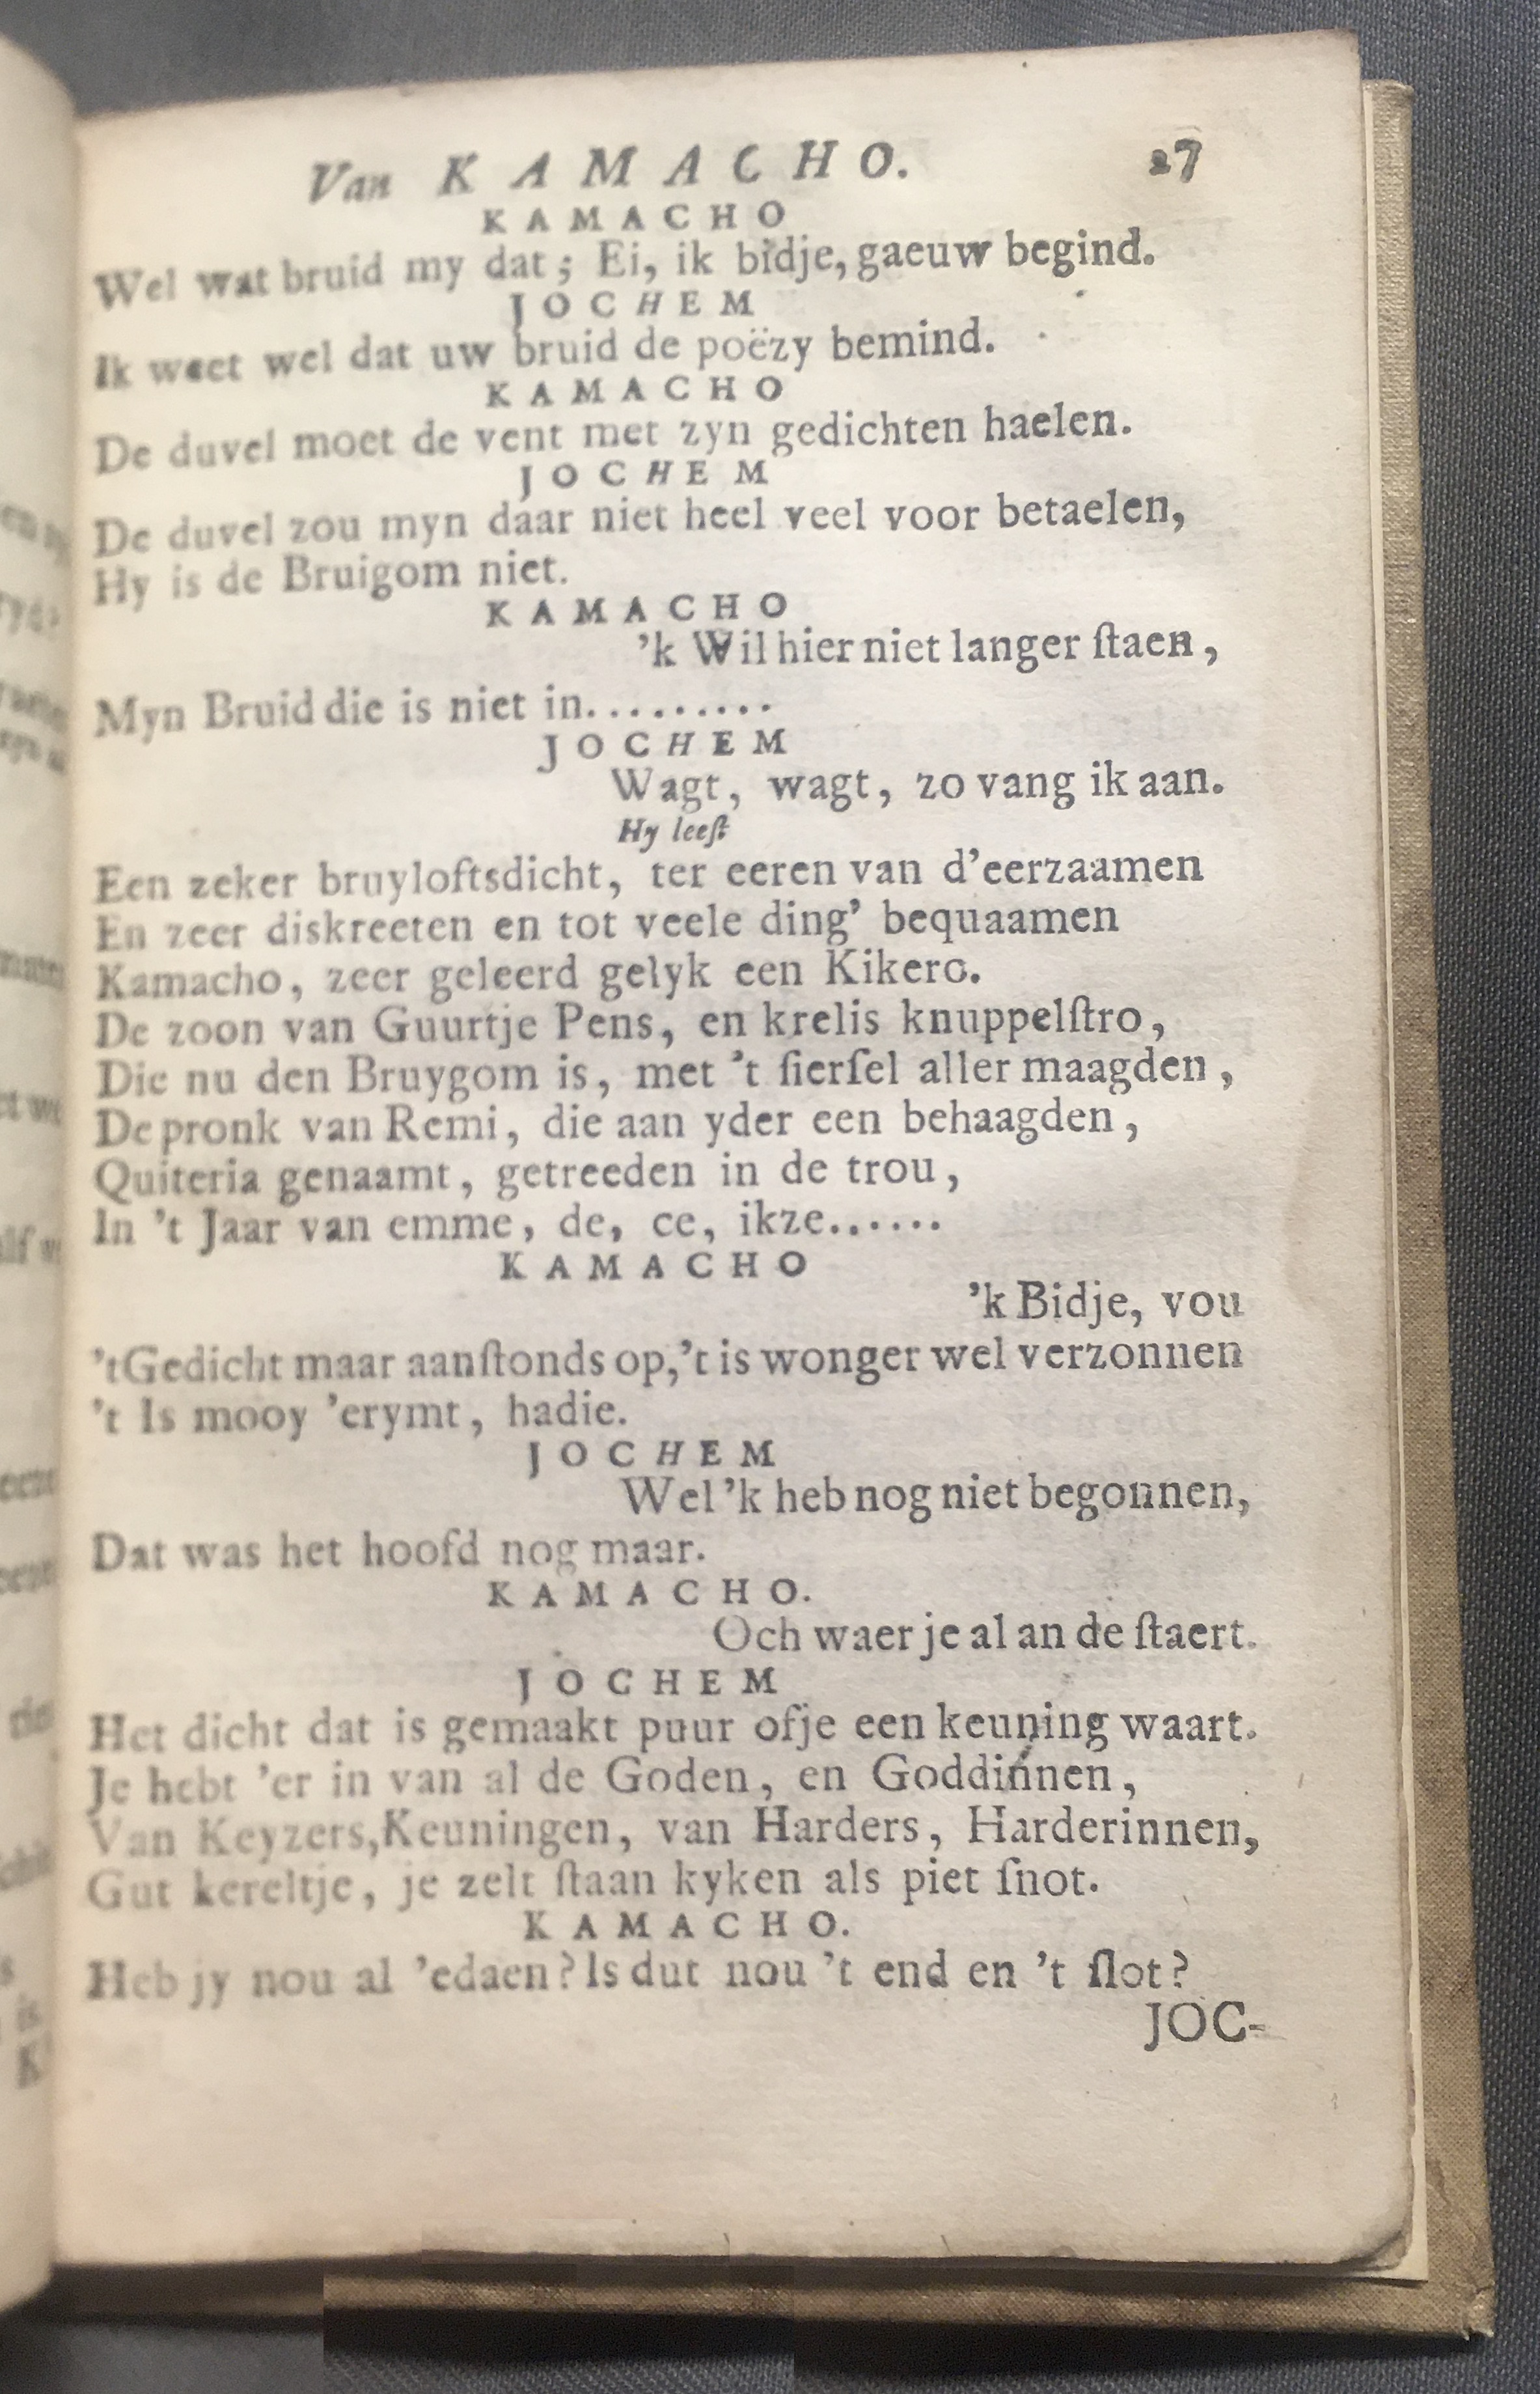 Van KAMACHO. 27
KAMACHO
Wel wat bruid my dat; Ei, ik bidje, gaeuw begind.
JOCHEM
Ik weet wel dat uw bruid de poëzy bemind.
KAMACHO
De duvel moet de vent met zyn gedichten haelen.
JOCHEM
De duvel zou myn daar niet heel veel voor betaelen,
Hy is de Bruigom niet.
KAMACHO
'k Wil hier niet langer ſtaen,
Myn Bruid die is niet in.........
JOCHEM
Wagt, wagt, zo vang ik aan.
Hy leeſt
Een zeker bruyloftsdicht, ter eeren van d'eerzaamen
En zeer diskreeten en tot veele ding' bequaamen
Kamacho, zeer geleerd gelyk een Kikero.
De zoon van Guurtje Pens, en krelis knuppelſtro,
Die nu den Bruygom is, met 't ſierſel aller maagden,
De pronk van Remi, die aan yder een behaagden,
Quiteria genaamt, getreeden in de trou,
In 't Jaar van emme, de, ce, ikze......
KAMACHO
'k Bidje, vou
't Gedicht maar aanſtonds op, 't is wonger wel verzonnen
't Is mooy 'erymt, hadie.
JOCHEM
Wel 'k heb nog niet begonnen,
Dat was het hoofd nog maar.
KAMACHO.
Och waer je al an de ſtaert.
JOCHEM
Het dicht dat is gemaakt puur ofje een keuning waart.
Je hebt 'er in van al de Goden, en Goddinnen,
Van Keyzers, Keuningen, van Harders, Harderinnen,
Gut kereltje, je zelt ſtaan kyken als piet ſnot.
KAMACHO.
Heb jy nou al 'edaen? Is dut nou 't end en 't ſlot?
JOC-